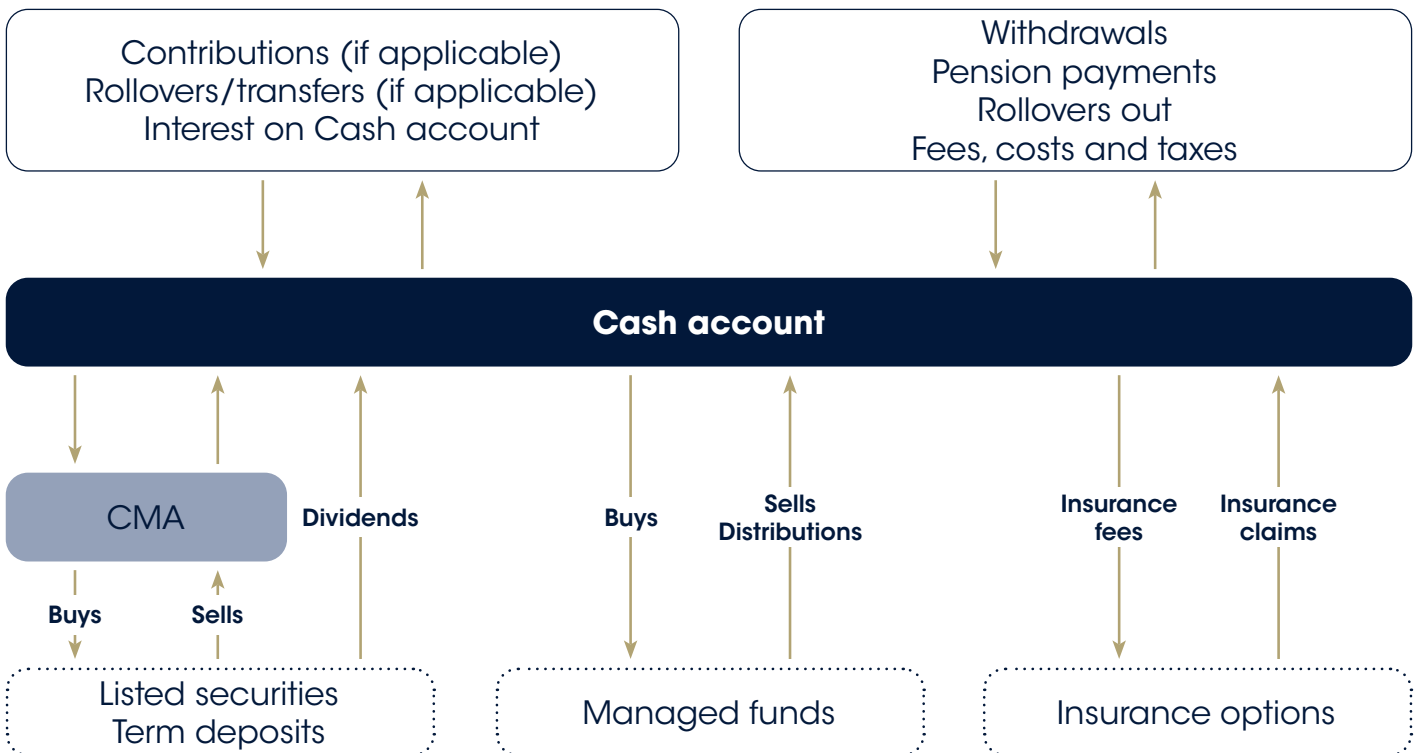 Contributions (if applicable)
Rollovers/transfers (if applicable)
Interest on Cash account
Withdrawals
Pension payments
Rollovers out
Fees, costs and taxes
Cash account
CMA
Dividends
Buys
Sells
Buys
Sells
Distributions
Insurance
fees
Insurance
claims
Listed securities
Term deposits
Managed funds
Insurance options